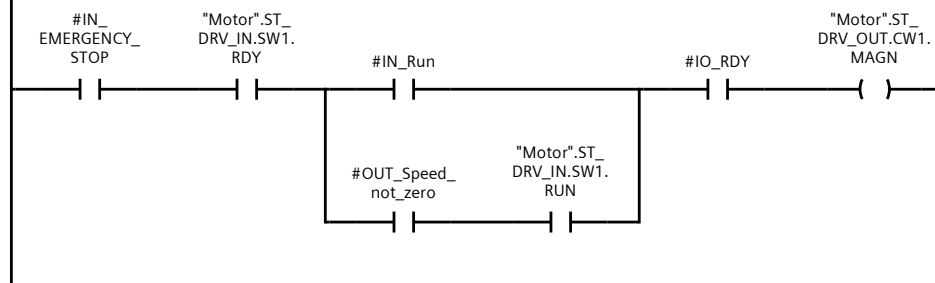 #IN_
EMERGENCY_
STOP
"Motor".ST_
DRV_IN.SW1.
RDY
#IN_Run
#IO_RDY
"Motor".ST_
DRV_OUT.CW1.
MAGN
#OUT_Speed_
not_zero
"Motor".ST_
DRV_IN.SW1.
RUN